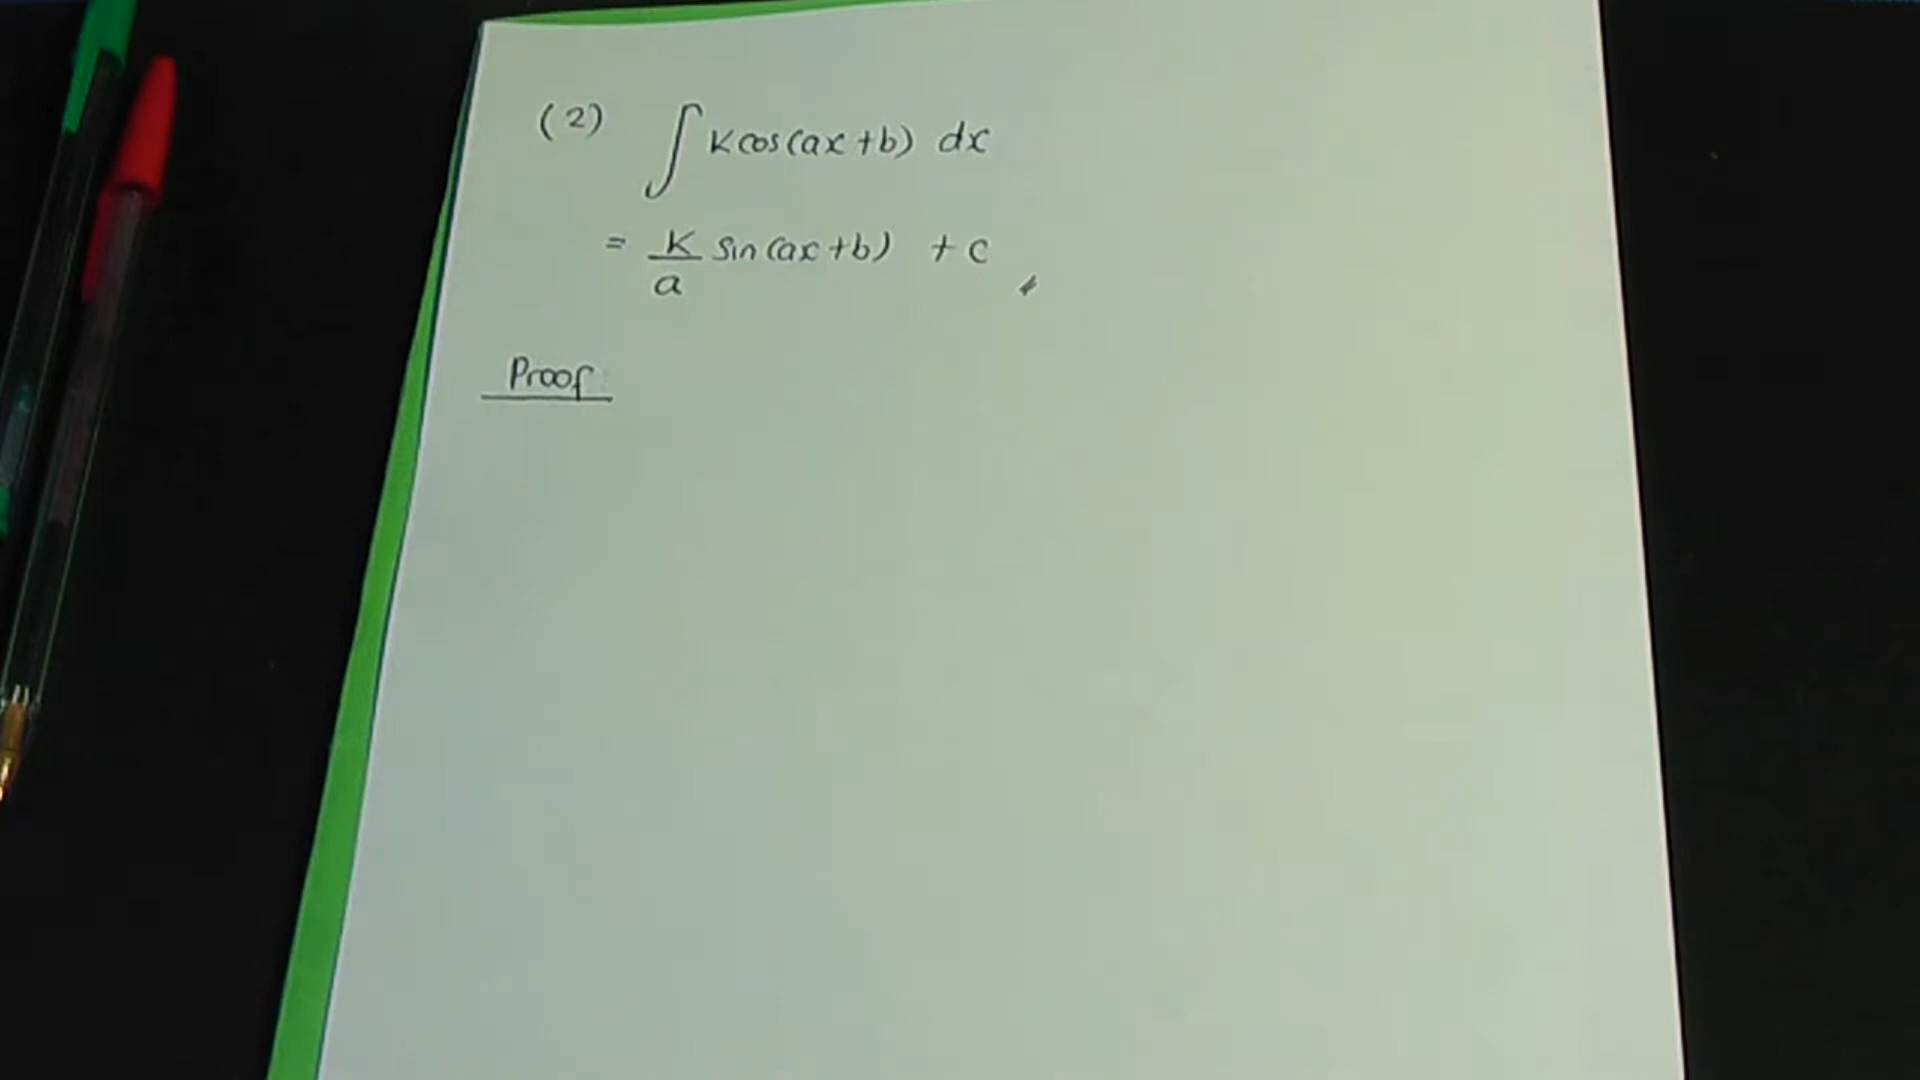 (2) ∫ K cos(ax+b) dx
= K/a sin(ax+b) + c
Proof: